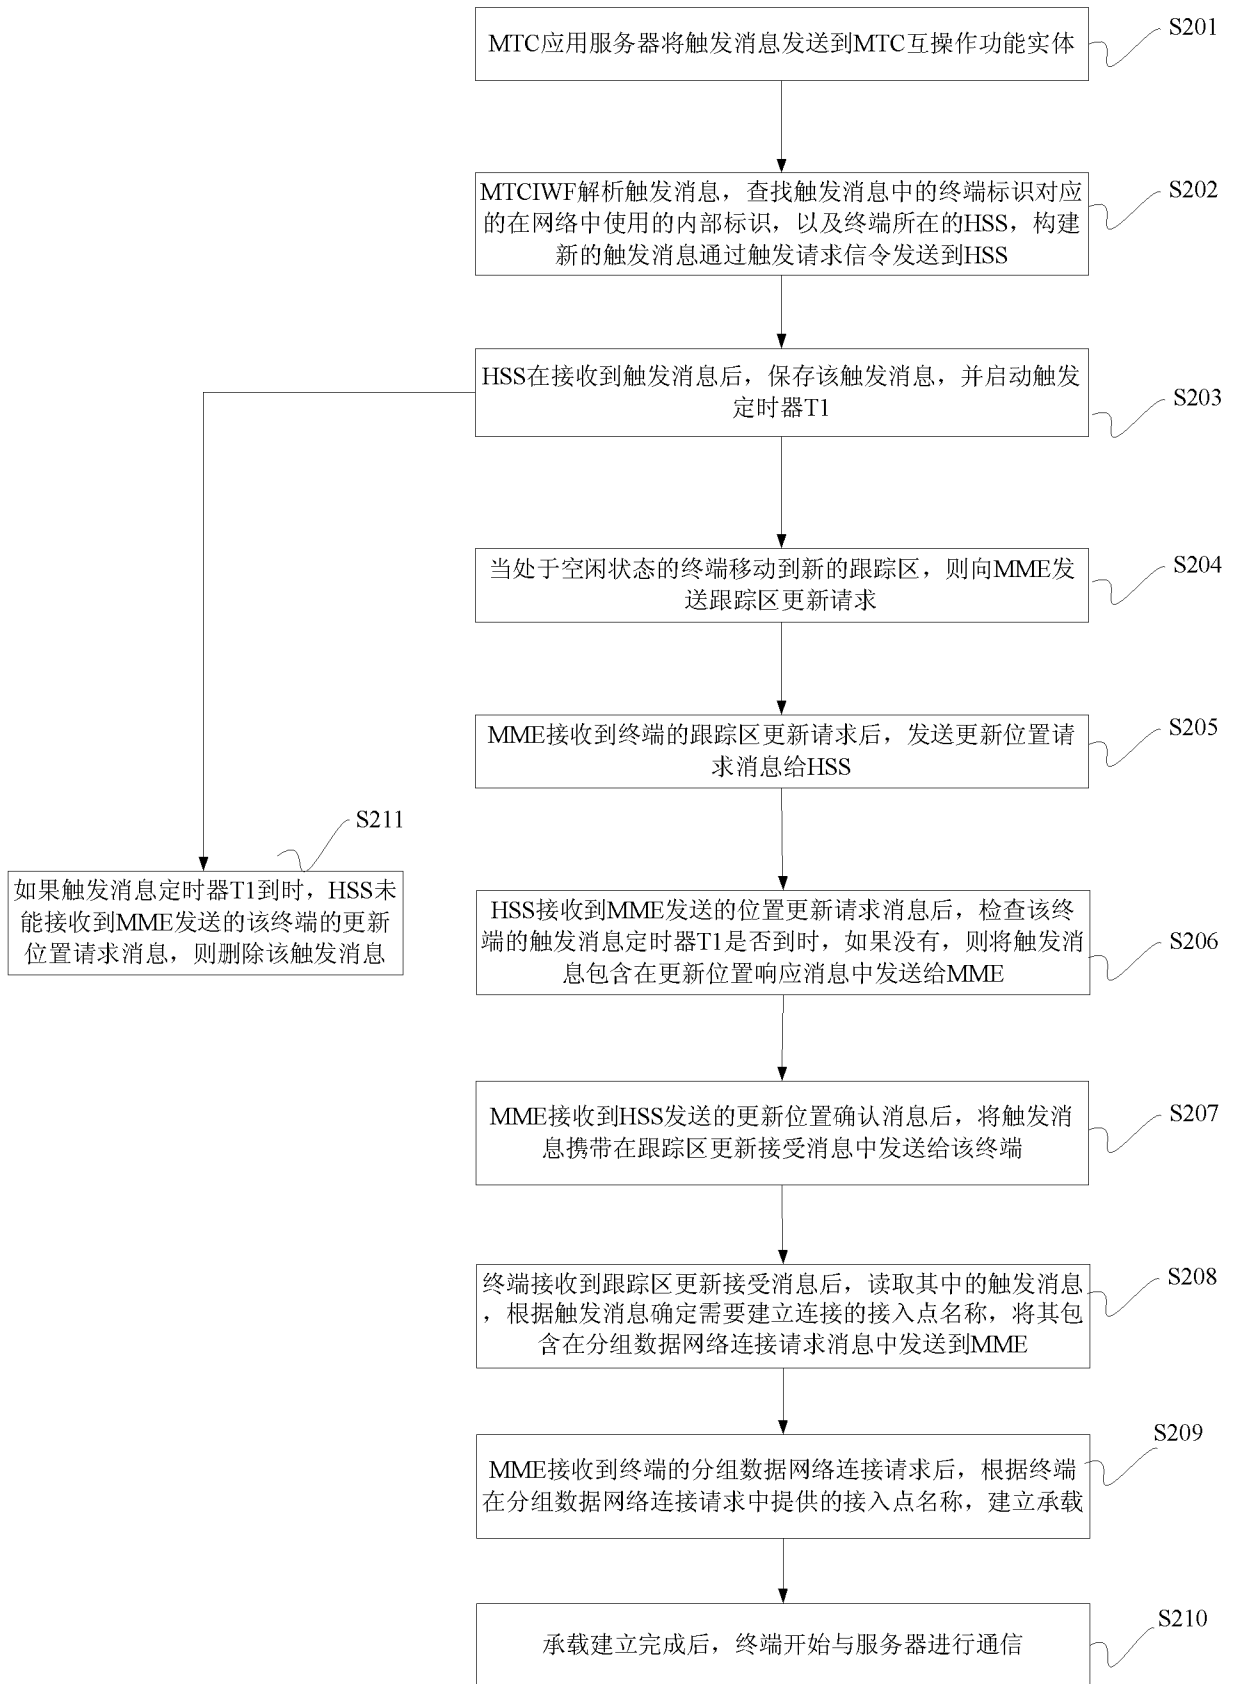 MTC应用服务器将触发消息发送到MTC互操作功能实体
S201
MTCIWF解析触发消息，查找触发消息中的终端标识对应
的在网络中使用的内部标识，以及终端所在的HSS，构建
新的触发消息通过触发请求信令发送到HSS
S202
HSS在接收到触发消息后，保存该触发消息，并启动触发
定时器T1
S203
当处于空闲状态的终端移动到新的跟踪区，则向MME发
送跟踪区更新请求
S204
MME接收到终端的跟踪区更新请求后，发送更新位置请
求消息给HSS
S205
S211
如果触发消息定时器T1到时，HSS未
能接收到MME发送的该终端的更新
位置请求消息，则删除该触发消息
HSS接收到MME发送的位置更新请求消息后，检查该终
端的触发消息定时器T1是否到时，如果没有，则将触发消
息包含在更新位置响应消息中发送给MME
S206
MME接收到HSS发送的更新位置确认消息后，将触发消
息携带在跟踪区更新接受消息中发送给该终端
S207
终端接收到跟踪区更新接受消息后，读取其中的触发消息
，根据触发消息确定需要建立连接的接入点名称，将其包
含在分组数据网络连接请求消息中发送到MME
S208
MME接收到终端的分组数据网络连接请求后，根据终端
在分组数据网络连接请求中提供的接入点名称，建立承载
S209
承载建立完成后，终端开始与服务器进行通信
S210